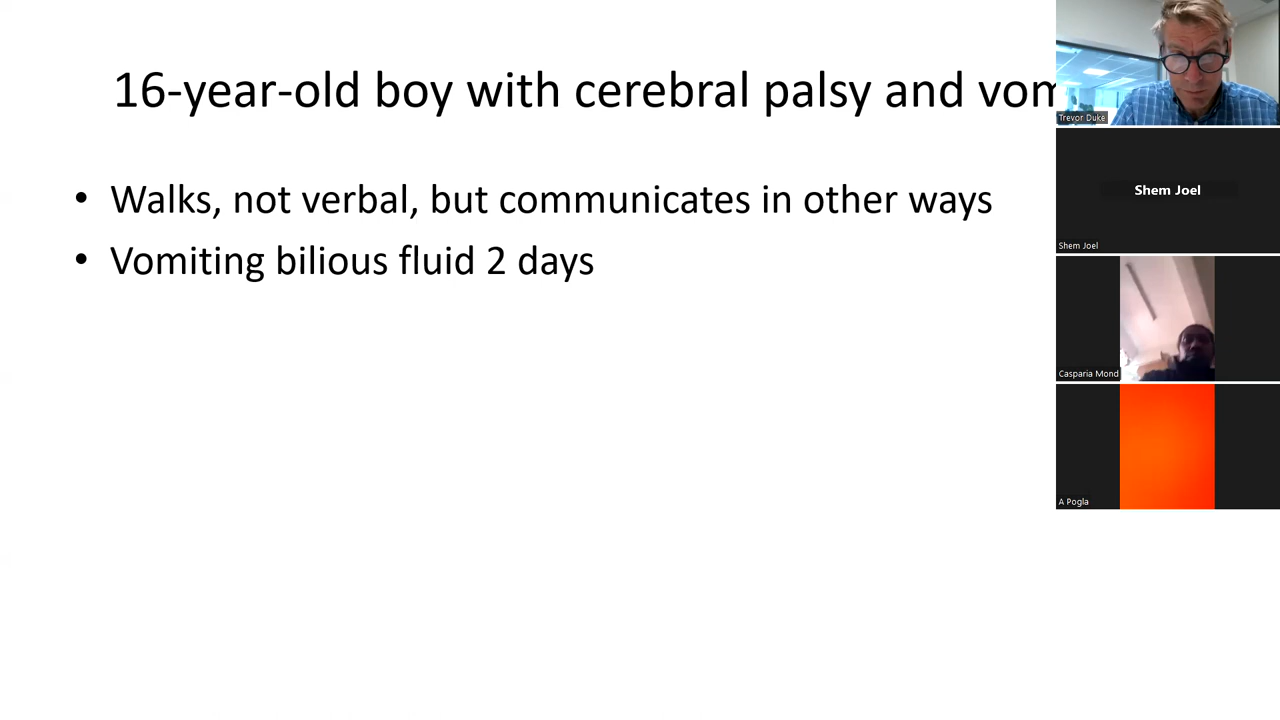 16-year-old boy with cerebral palsy and vom
• Walks, not verbal, but communicates in other ways
• Vomiting bilious fluid 2 days
Trevor Duke
Shem Joel
Shem Joel
Casparia Mond
A Pogla